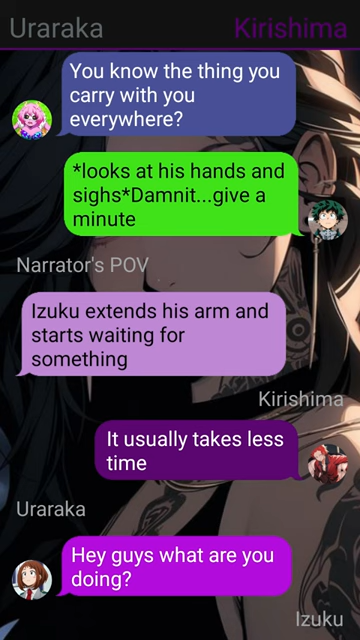 Uraraka
Kirishima
You know the thing you
carry with you
everywhere?
*looks at his hands and
sighs*Damnit...give a
minute
Narrator's POV
Izuku extends his arm and
starts waiting for
something
Kirishima
It usually takes less
time
Uraraka
Hey guys what are you
doing?
Izuku